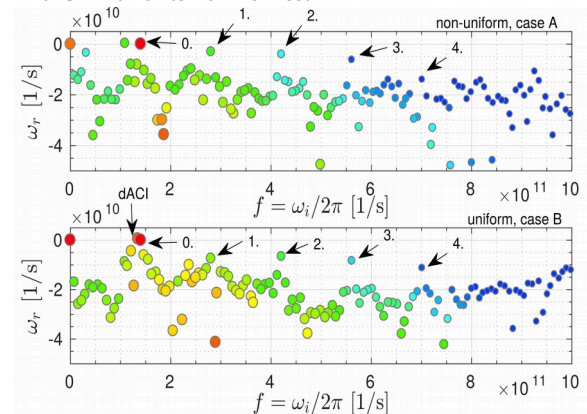 × 10^10
non-uniform, case A
0
-2
-4
ω_r [1/s]
0.
1.
2.
3.
4.
0 2 4 6 8 10
f = ω_i/2π [1/s]
× 10^11
dACI
× 10^10
uniform, case B
0
-2
-4
ω_r [1/s]
0.
1.
2.
3.
4.
0 2 4 6 8 10
f = ω_i/2π [1/s]
× 10^11